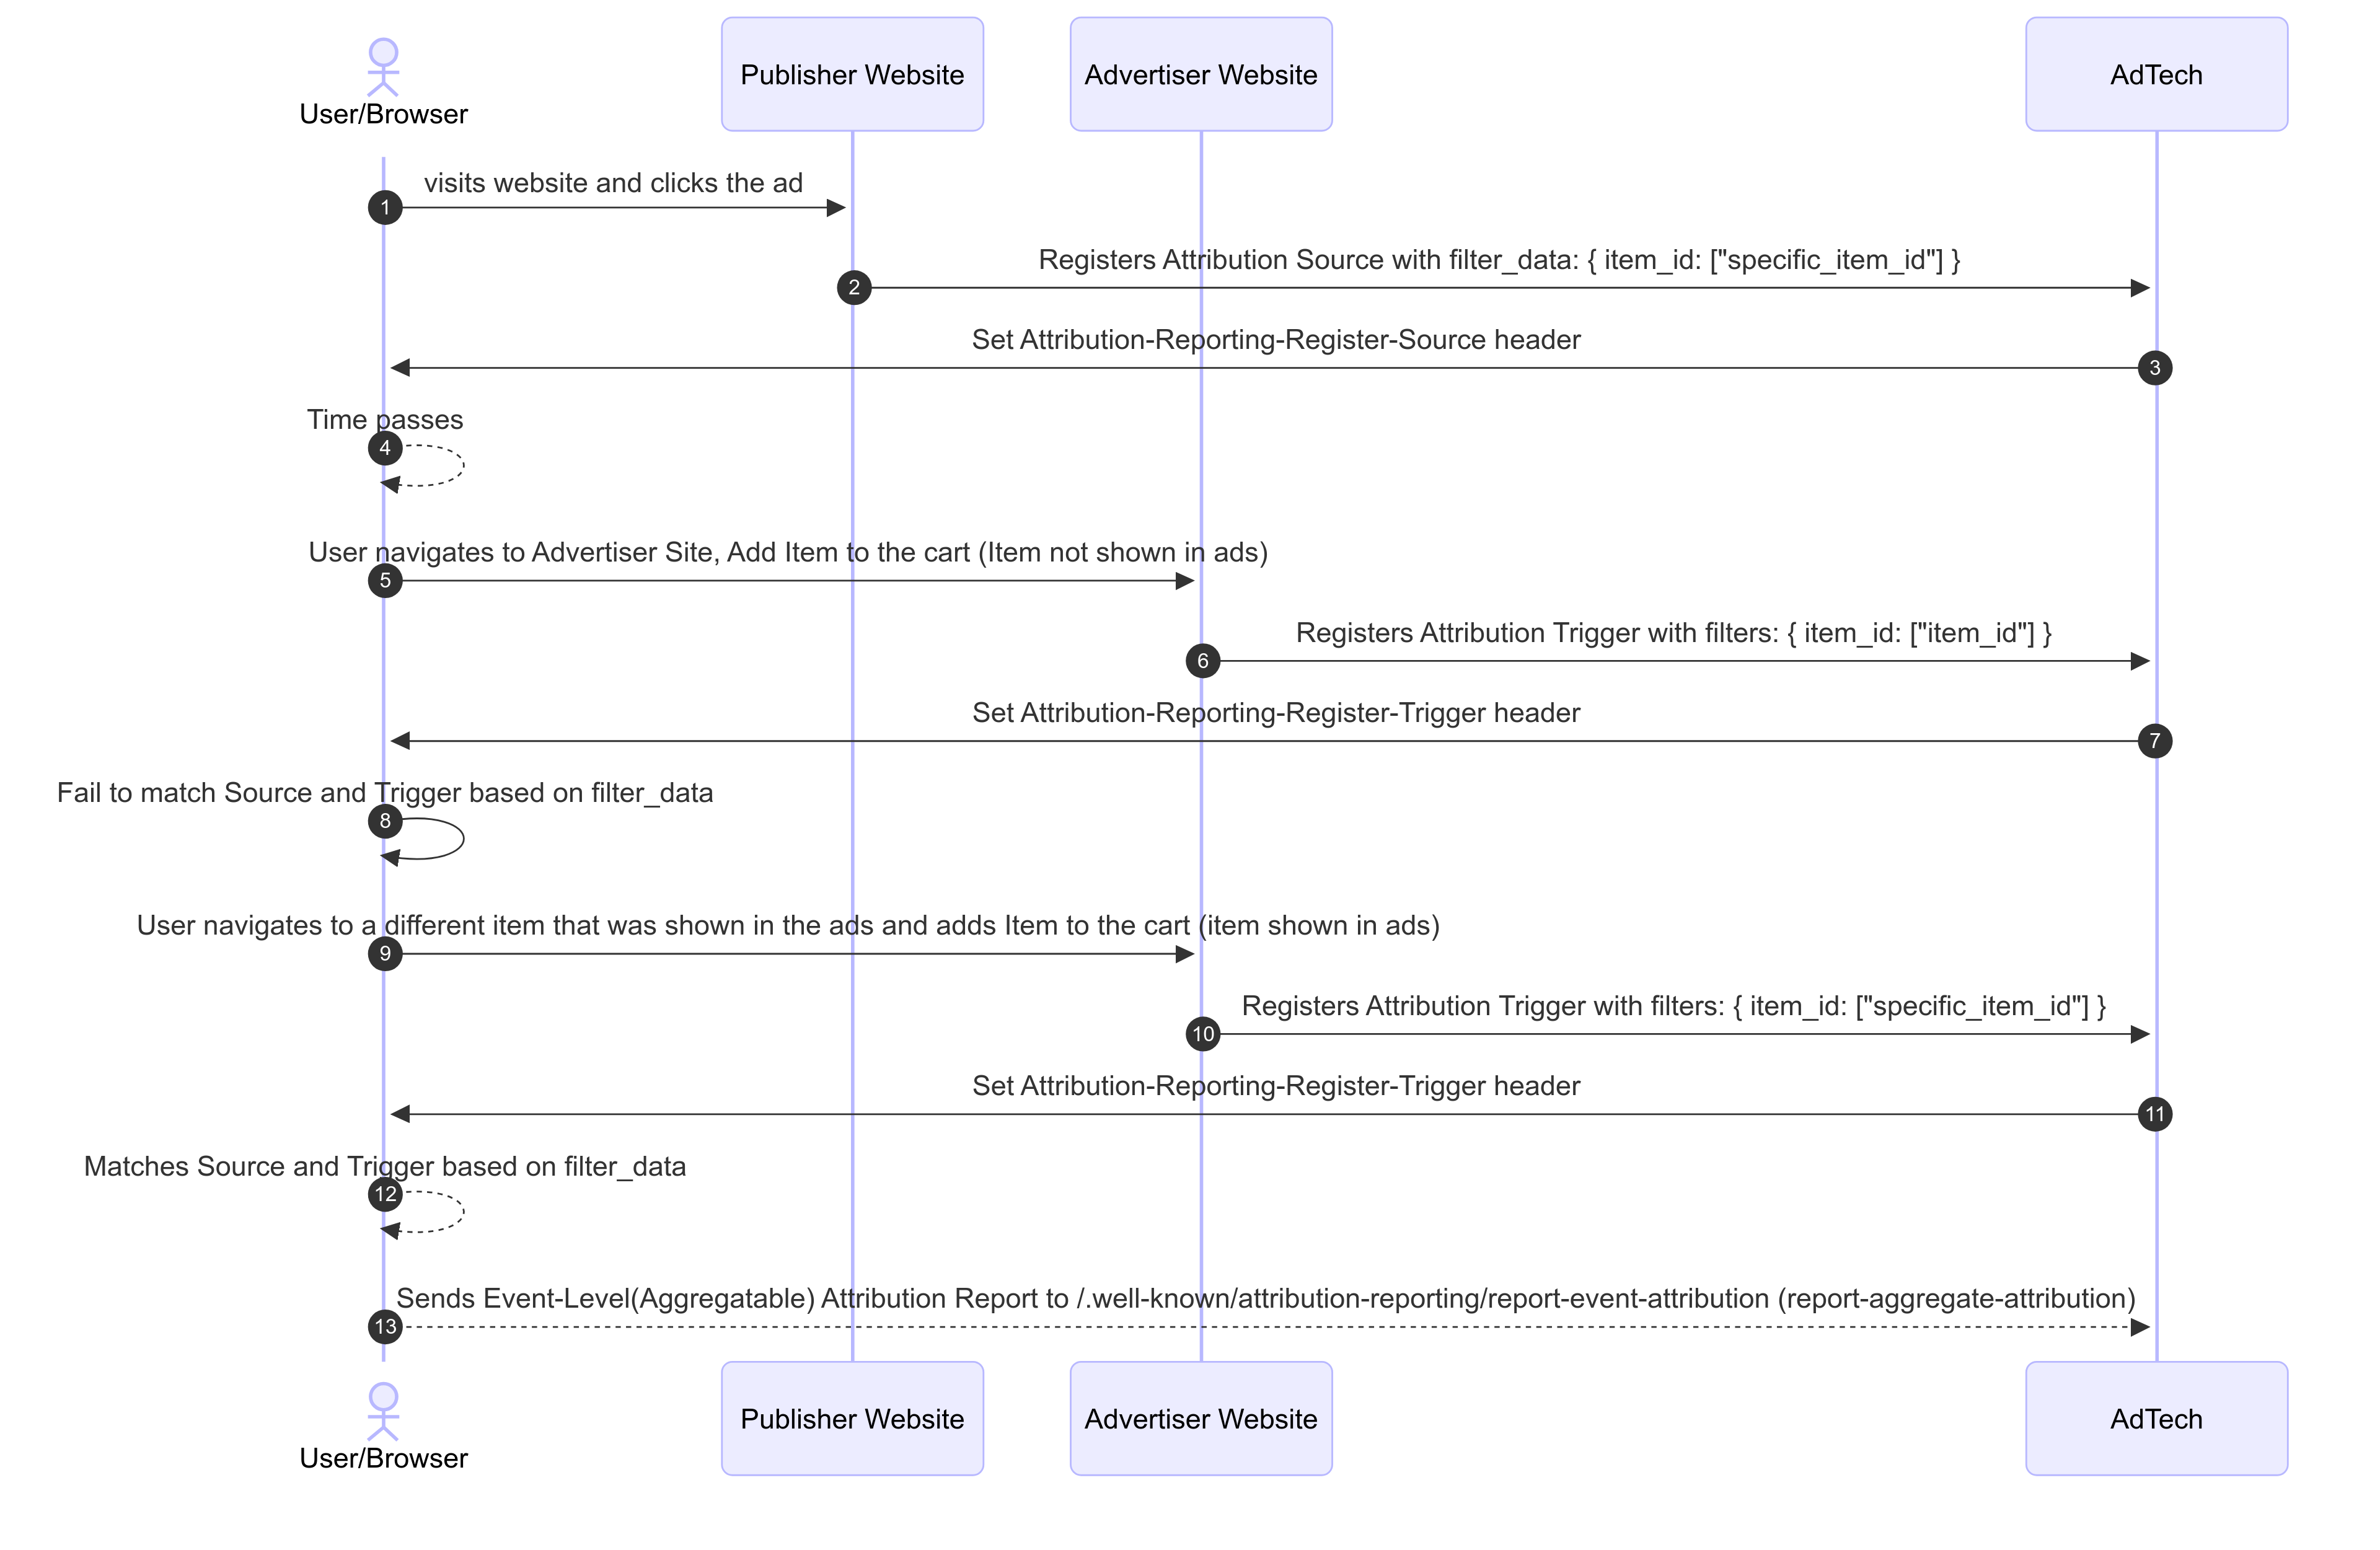 User/Browser
Publisher Website
Advertiser Website
AdTech
visits website and clicks the ad
1
Registers Attribution Source with filter_data: { item_id: ["specific_item_id"] }
2
Set Attribution-Reporting-Register-Source header
3
Time passes
4
User navigates to Advertiser Site, Add Item to the cart (Item not shown in ads)
5
Registers Attribution Trigger with filters: { item_id: ["item_id"] }
6
Set Attribution-Reporting-Register-Trigger header
7
Fail to match Source and Trigger based on filter_data
8
User navigates to a different item that was shown in the ads and adds Item to the cart (item shown in ads)
9
Registers Attribution Trigger with filters: { item_id: ["specific_item_id"] }
10
Set Attribution-Reporting-Register-Trigger header
11
Matches Source and Trigger based on filter_data
12
Sends Event-Level(Aggregatable) Attribution Report to /.well-known/attribution-reporting/report-event-attribution (report-aggregate-attribution)
13
User/Browser
Publisher Website
Advertiser Website
AdTech